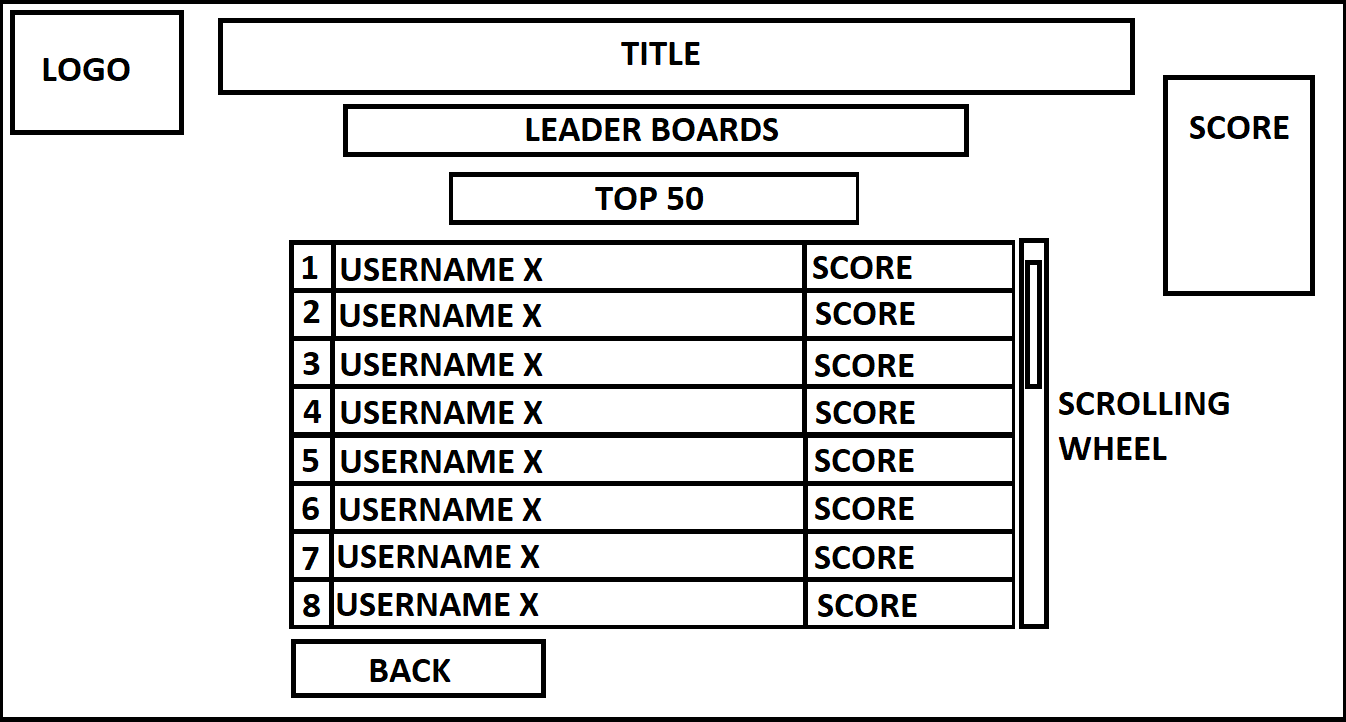 LOGO
TITLE
LEADER BOARDS
SCORE
TOP 50
1 USERNAME X SCORE
2 USERNAME X SCORE
3 USERNAME X SCORE
4 USERNAME X SCORE
5 USERNAME X SCORE
6 USERNAME X SCORE
7 USERNAME X SCORE
8 USERNAME X SCORE
SCROLLING
WHEEL
BACK